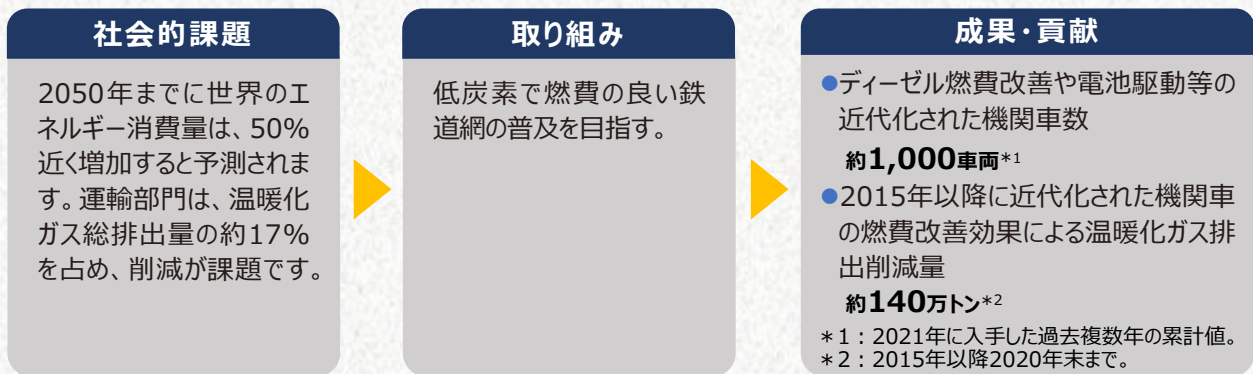 社会的課題
2050年までに世界のエ
ネルギー消費量は、50%
近く増加すると予測されま
す。運輸部門は、温暖化
ガス総排出量の約17%
を占め、削減が課題です。
取り組み
低炭素で燃費の良い鉄
道網の普及を目指す。
成果・貢献
●ディーゼル燃費改善や電池駆動等の
近代化された機関車数
約1,000車両*1
●2015年以降に近代化された機関車
の燃費改善効果による温暖化ガス排
出削減量
約140万トン*2
*1：2021年に入手した過去複数年の累計値。
*2：2015年以降2020年末まで。